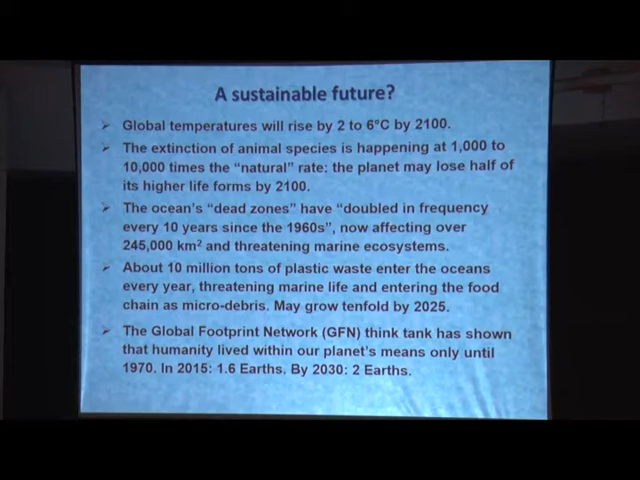 A sustainable future?
➢ Global temperatures will rise by 2 to 6°C by 2100.
➢ The extinction of animal species is happening at 1,000 to
10,000 times the “natural” rate: the planet may lose half of
its higher life forms by 2100.
➢ The ocean's “dead zones” have “doubled in frequency
every 10 years since the 1960s”, now affecting over
245,000 km² and threatening marine ecosystems.
➢ About 10 million tons of plastic waste enter the oceans
every year, threatening marine life and entering the food
chain as micro-debris. May grow tenfold by 2025.
➢ The Global Footprint Network (GFN) think tank has shown
that humanity lived within our planet's means only until
1970. In 2015: 1.6 Earths. By 2030: 2 Earths.